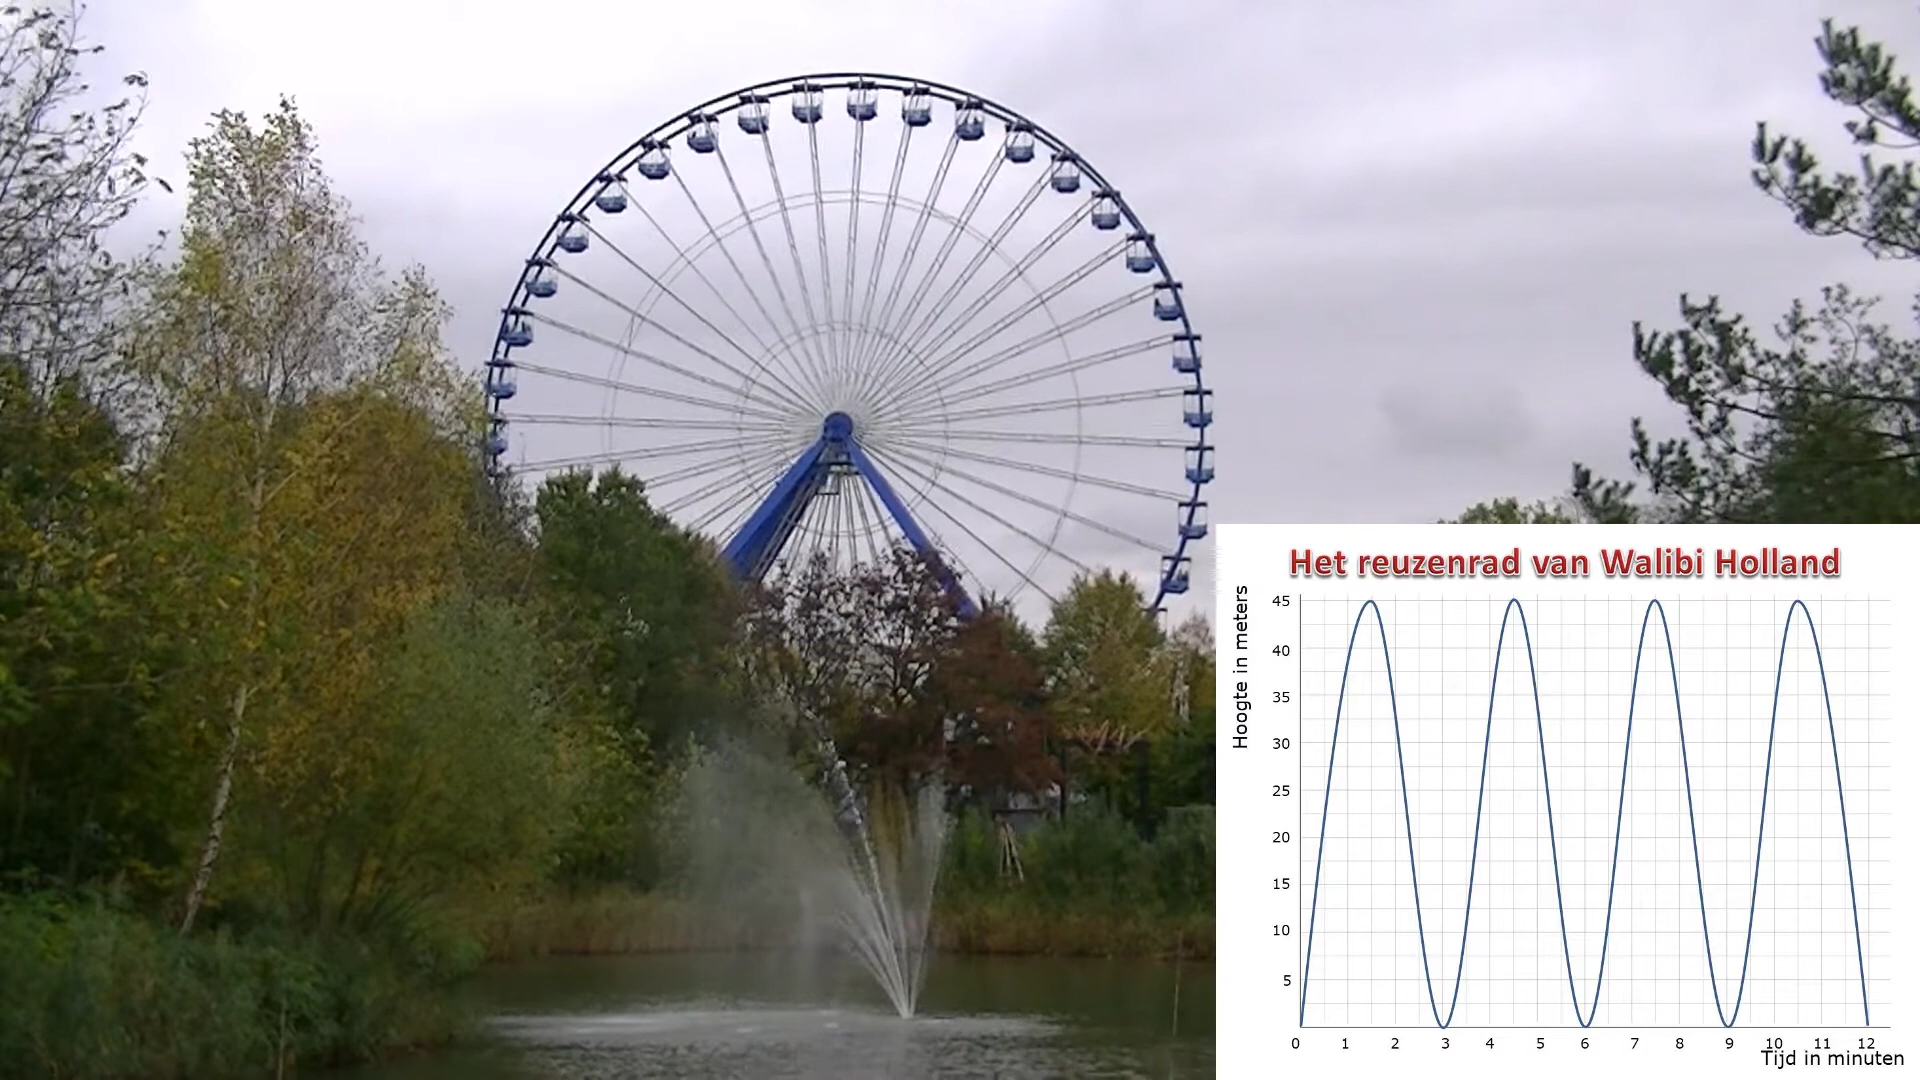 Het reuzenrad van Walibi Holland
Hoogte in meters
45
40
35
30
25
20
15
10
5
0 1 2 3 4 5 6 7 8 9 10 11 12
Tijd in minuten